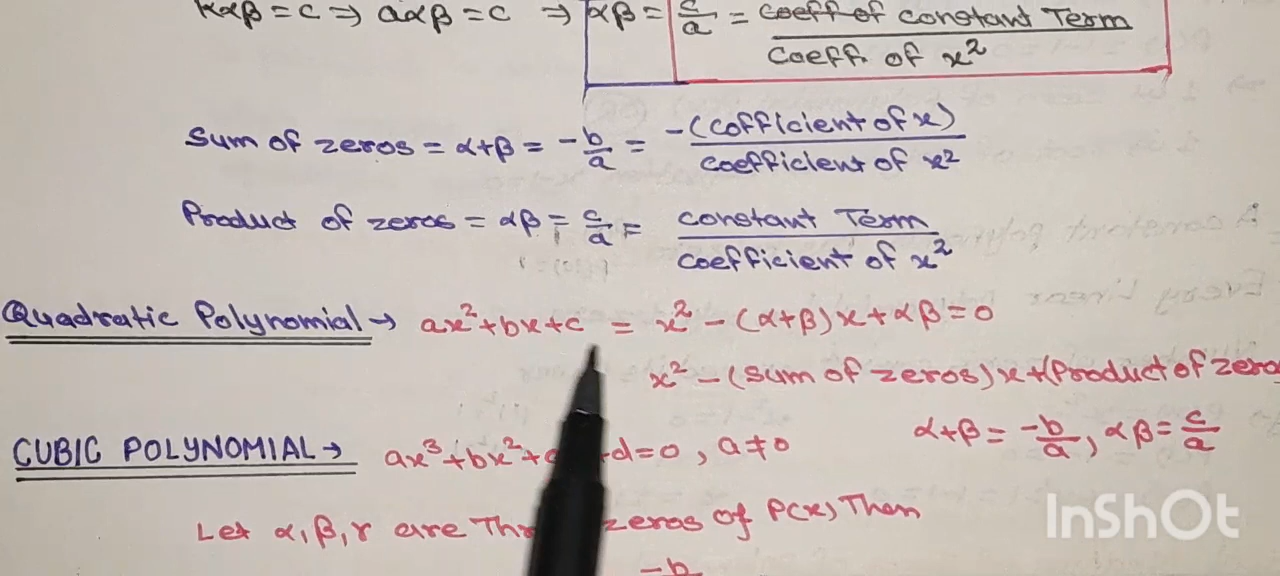 kαβ = c ⇒ aαβ = c ⇒ αβ = c/a = coeff. of constant Term / Coeff. of x²
Sum of zeros = α+β = -b/a = -(cofficient of x) / coefficient of x²
Product of zeros = αβ = c/a = constant Term / coefficient of x²
Quadratic Polynomial → ax²+bx+c = x² - (α+β)x + αβ = 0
x² - (sum of zeros)x + (Product of zero
CUBIC POLYNOMIAL → ax³+bx²+c +d=0, a≠0
α+β = -b/a, αβ = c/a
Let α, β, γ are Thr zeros of P(x) Then
-b
InShOt